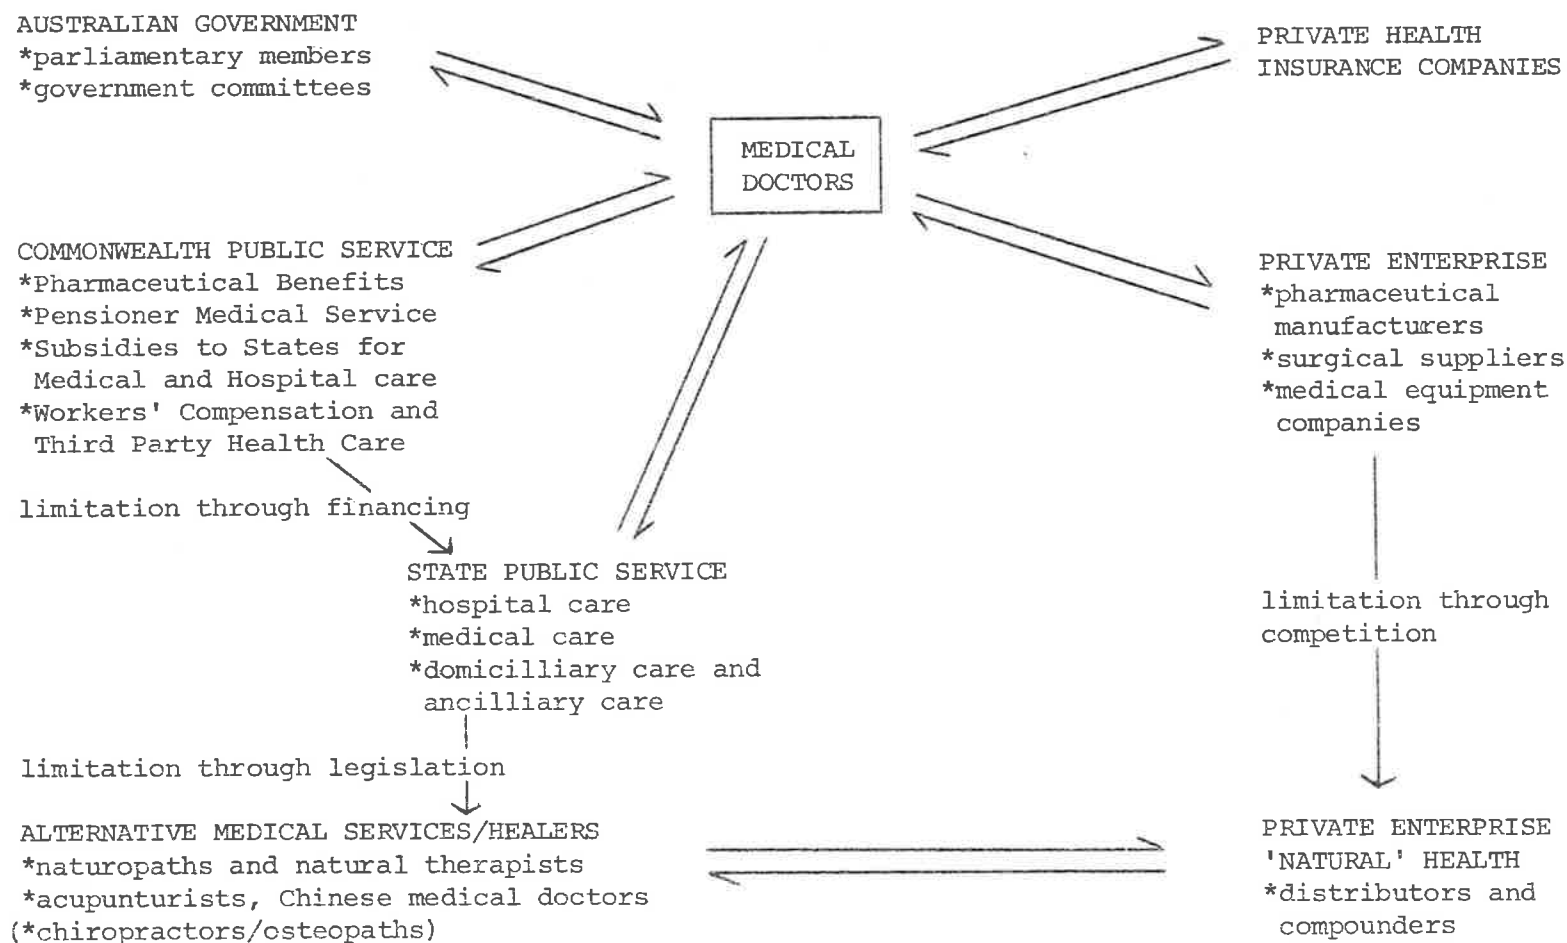 AUSTRALIAN GOVERNMENT
*parliamentary members
*government committees
PRIVATE HEALTH
INSURANCE COMPANIES
MEDICAL
DOCTORS
COMMONWEALTH PUBLIC SERVICE
*Pharmaceutical Benefits
*Pensioner Medical Service
*Subsidies to States for
Medical and Hospital care
*Workers' Compensation and
Third Party Health Care
PRIVATE ENTERPRISE
*pharmaceutical
manufacturers
*surgical suppliers
*medical equipment
companies
limitation through financing
STATE PUBLIC SERVICE
*hospital care
*medical care
*domicilliary care and
ancilliary care
limitation through
competition
limitation through legislation
ALTERNATIVE MEDICAL SERVICES/HEALERS
*naturopaths and natural therapists
*acupunturists, Chinese medical doctors
(*chiropractors/osteopaths)
PRIVATE ENTERPRISE
'NATURAL' HEALTH
*distributors and
compounders